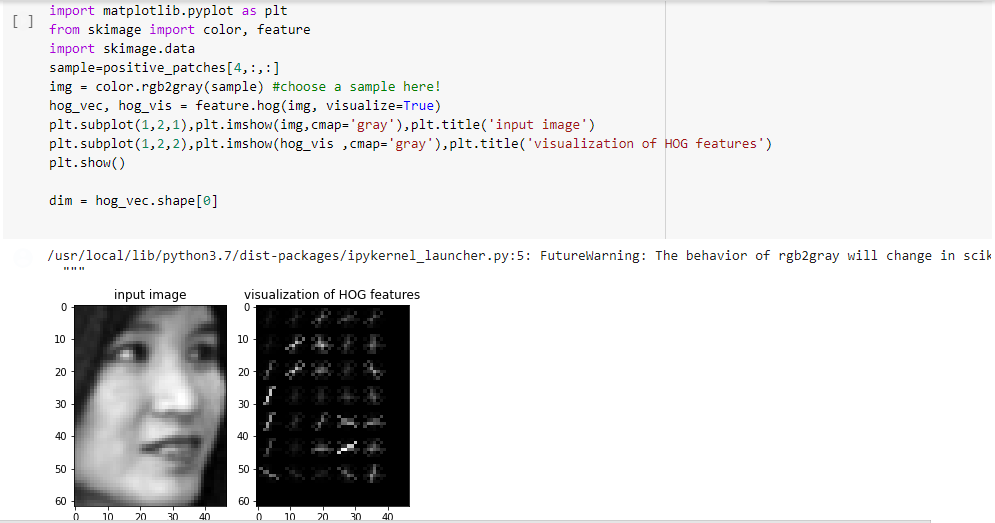 [ ]
import matplotlib.pyplot as plt
from skimage import color, feature
import skimage.data
sample=positive_patches[4,:,:]
img = color.rgb2gray(sample) #choose a sample here!
hog_vec, hog_vis = feature.hog(img, visualize=True)
plt.subplot(1,2,1),plt.imshow(img,cmap='gray'),plt.title('input image')
plt.subplot(1,2,2),plt.imshow(hog_vis ,cmap='gray'),plt.title('visualization of HOG features')
plt.show()
dim = hog_vec.shape[0]
/usr/local/lib/python3.7/dist-packages/ipykernel_launcher.py:5: FutureWarning: The behavior of rgb2gray will change in scik
"""
input image
0
10
20
30
40
50
60
0 10 20 30 40
visualization of HOG features
0
10
20
30
40
50
60
0 10 20 30 40